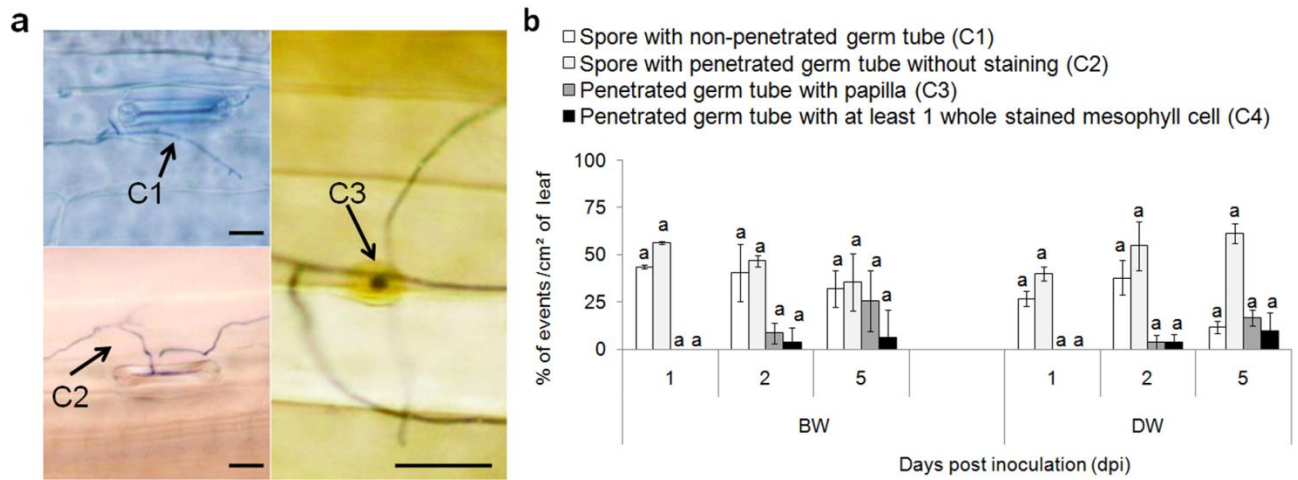 a
C1
C2
C3
b
Spore with non-penetrated germ tube (C1)
Spore with penetrated germ tube without staining (C2)
Penetrated germ tube with papilla (C3)
Penetrated germ tube with at least 1 whole stained mesophyll cell (C4)
% of events/cm² of leaf
100
75
50
25
0
a a a a a a a a a a a a
a a a a a a a a a a a a
1 2 5 1 2 5
BW DW
Days post inoculation (dpi)